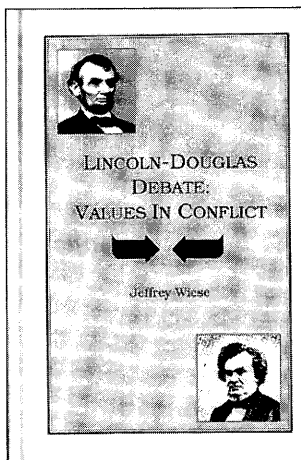 LINCOLN-DOUGLAS
DEBATE:
VALUES IN CONFLICT
Jeffrey Wiese